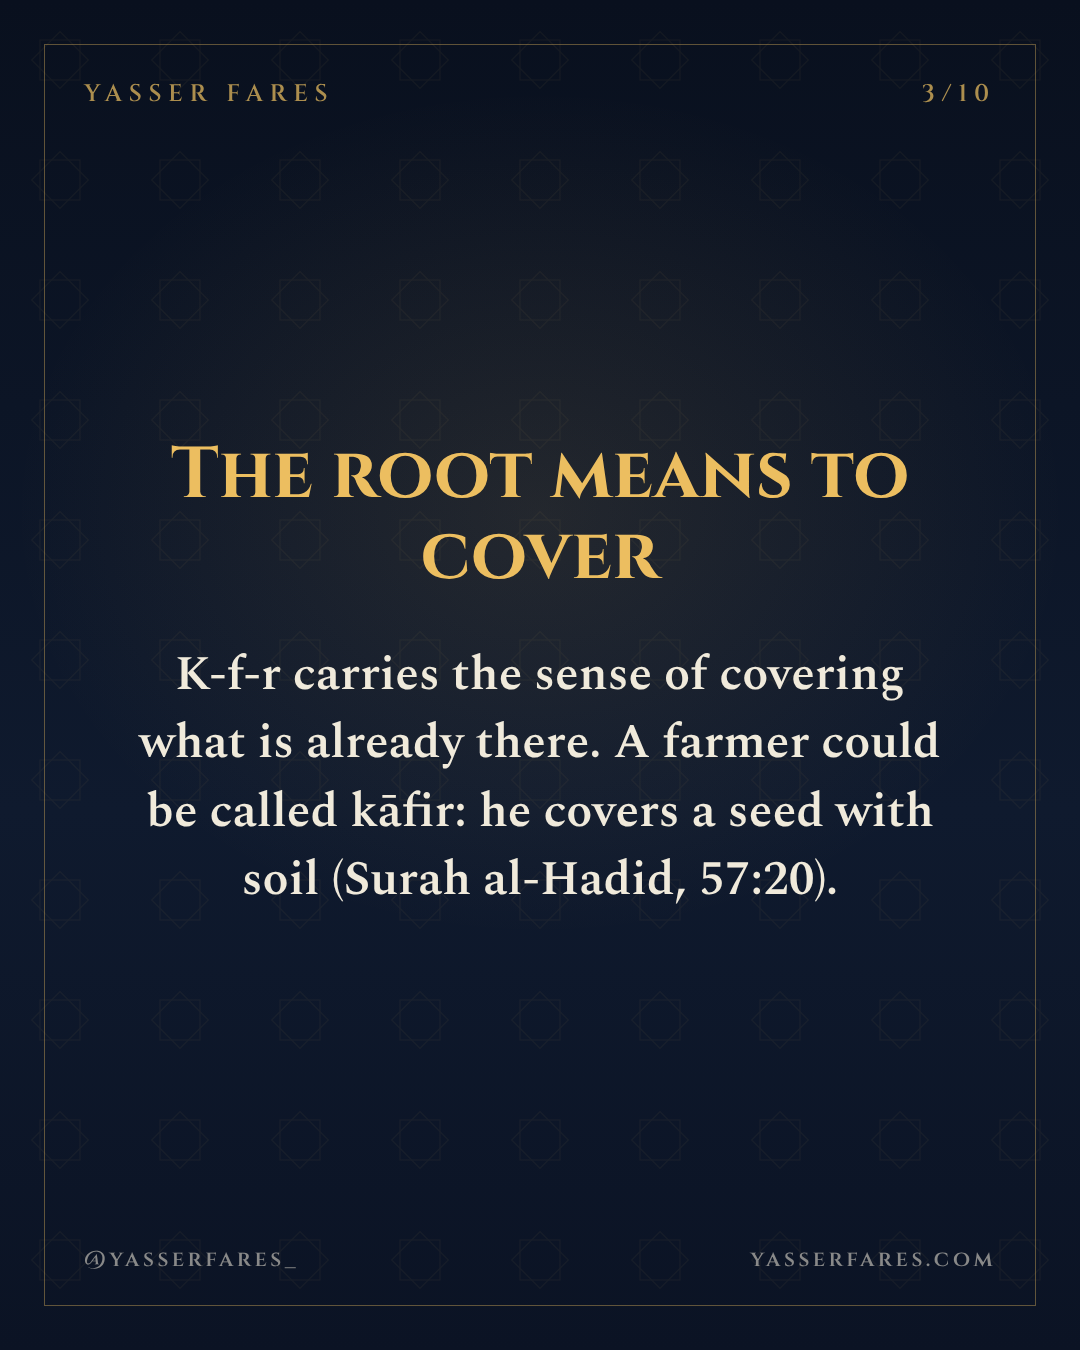 YASSER FARES
3/10
THE ROOT MEANS TO
COVER
K-f-r carries the sense of covering
what is already there. A farmer could
be called kāfir: he covers a seed with
soil (Surah al-Hadid, 57:20).
@YASSERFARES_
YASSERFARES.COM